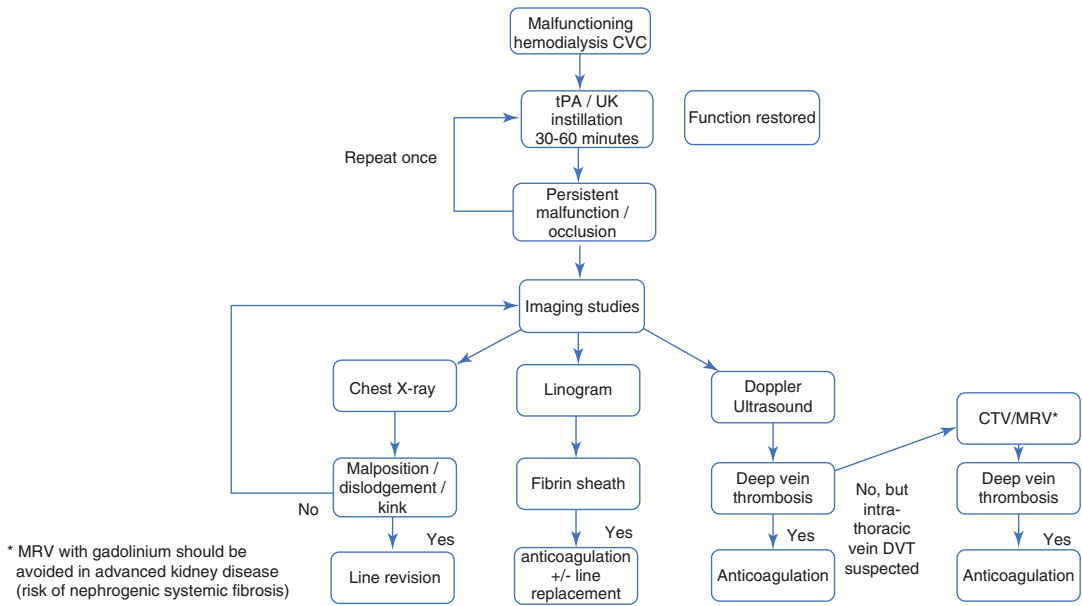 Malfunctioning
hemodialysis CVC
tPA / UK
instillation
30-60 minutes
Function restored
Repeat once
Persistent
malfunction /
occlusion
Imaging studies
Chest X-ray
Linogram
Doppler
Ultrasound
CTV/MRV*
Malposition /
dislodgement /
kink
Fibrin sheath
Deep vein
thrombosis
No, but
intra-
thoracic
vein DVT
suspected
Deep vein
thrombosis
No
Yes
Yes
Yes
Yes
Line revision
anticoagulation
+/- line
replacement
Anticoagulation
Anticoagulation
* MRV with gadolinium should be
avoided in advanced kidney disease
(risk of nephrogenic systemic fibrosis)